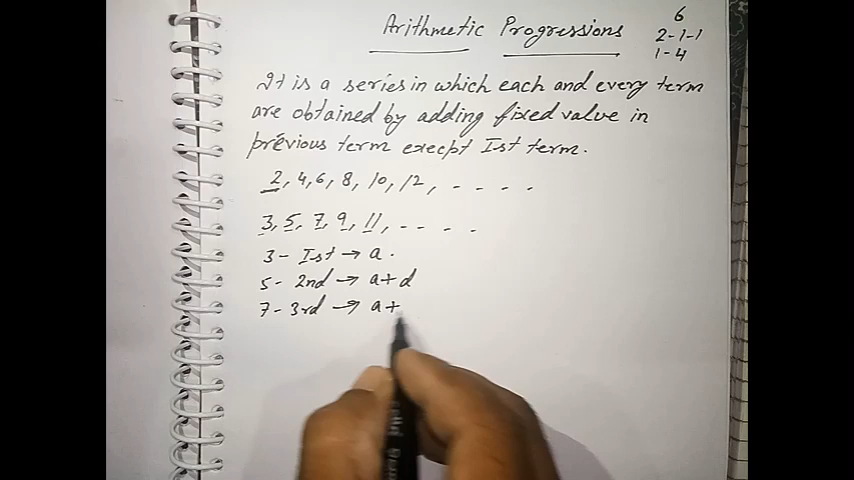 Arithmetic Progressions
6
2-1-1
1-4
It is a series in which each and every term
are obtained by adding fixed value in
previous term execpt Ist term.
2, 4, 6, 8, 10, 12, - - - -
3, 5, 7, 9, 11, - - - -
3 - Ist → a.
5 - 2nd → a+d
7 - 3rd → a+